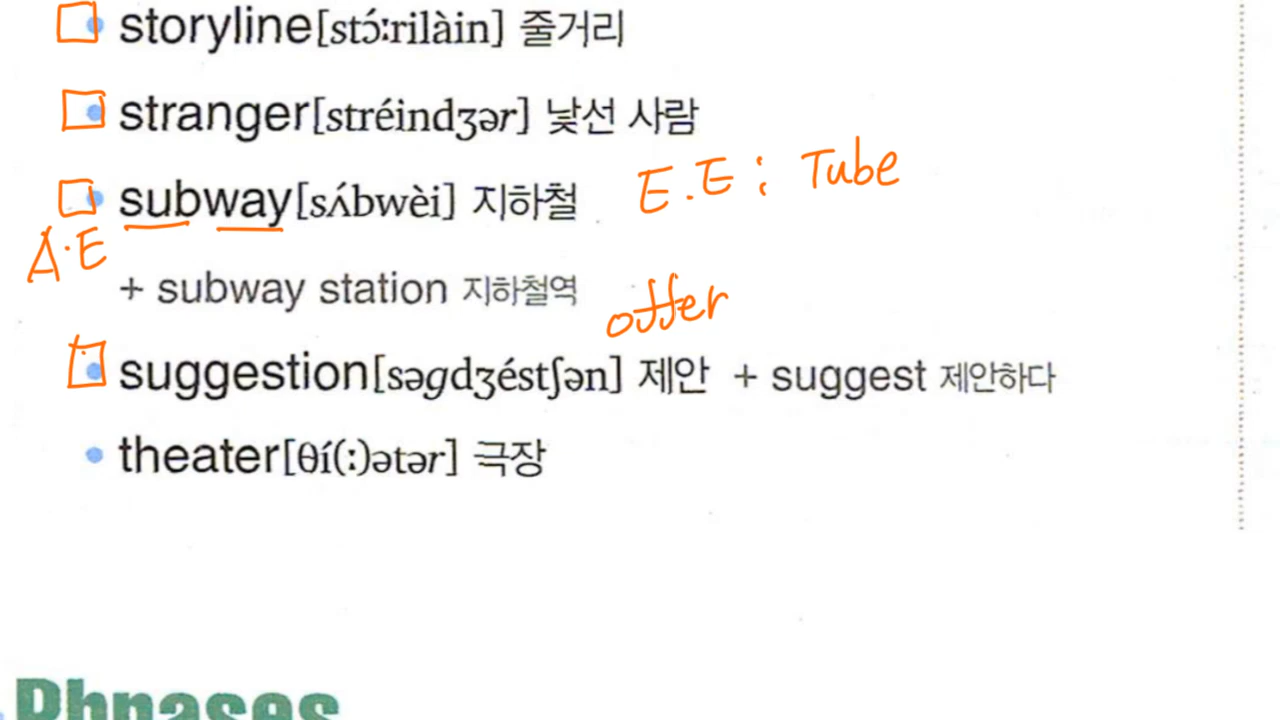 storyline[stɔ́ːrilàin] 줄거리
stranger[stréindʒər] 낯선 사람
subway[sʌ́bwèi] 지하철 E.E : Tube
A.E
+ subway station 지하철역
offer
suggestion[səgdʒéstʃən] 제안 + suggest 제안하다
theater[θí(ː)ətər] 극장
Phrases